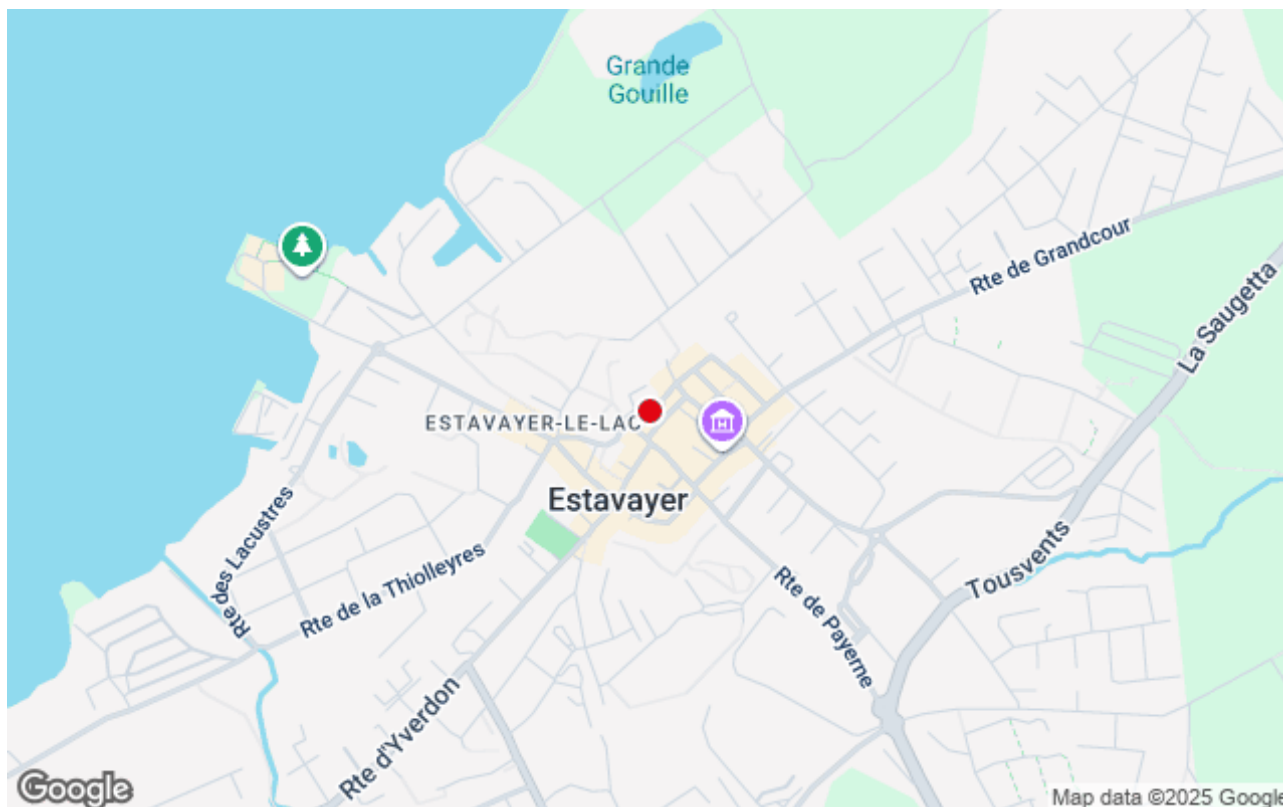 Grande
Gouille
Rte de Grandcour
La Saugetta
ESTAVAYER-LE-LAC
H
Estavayer
Rte des Lacustres
Rte de la Thiolleyres
Tousvents
Rte de Payerne
Rte d'Yverdon
Google
Map data ©2025 Google